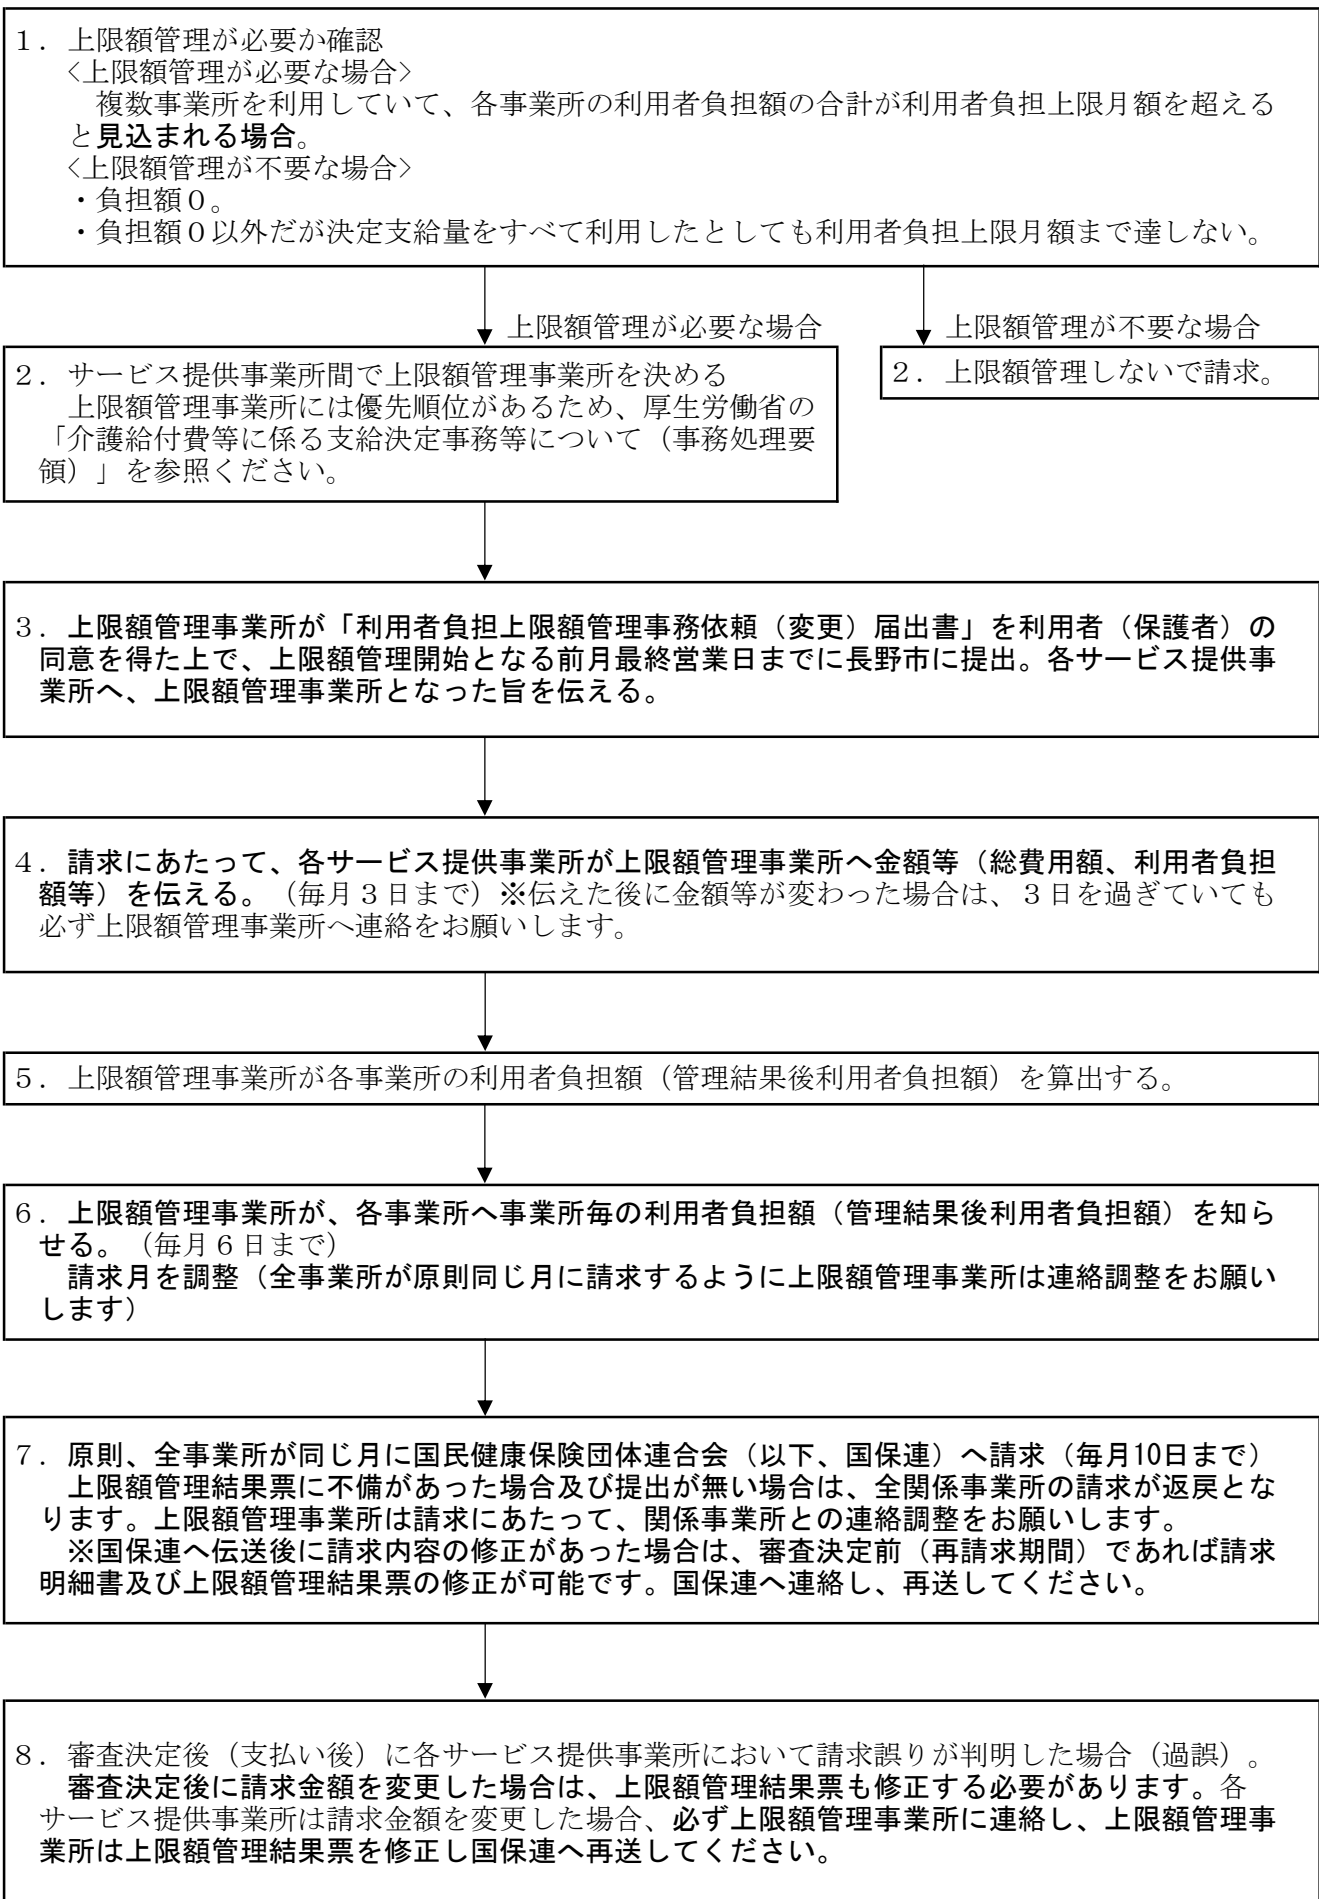 １．上限額管理が必要か確認
〈上限額管理が必要な場合〉
複数事業所を利用していて、各事業所の利用者負担額の合計が利用者負担上限月額を超える
と見込まれる場合。
〈上限額管理が不要な場合〉
・負担額０。
・負担額０以外だが決定支給量をすべて利用したとしても利用者負担上限月額まで達しない。
上限額管理が必要な場合
上限額管理が不要な場合
２．サービス提供事業所間で上限額管理事業所を決める
上限額管理事業所には優先順位があるため、厚生労働省の
「介護給付費等に係る支給決定事務等について（事務処理要
領）」を参照ください。
２．上限額管理しないで請求。
３．上限額管理事業所が「利用者負担上限額管理事務依頼（変更）届出書」を利用者（保護者）の
同意を得た上で、上限額管理開始となる前月最終営業日までに長野市に提出。各サービス提供事
業所へ、上限額管理事業所となった旨を伝える。
４．請求にあたって、各サービス提供事業所が上限額管理事業所へ金額等（総費用額、利用者負担
額等）を伝える。（毎月３日まで）※伝えた後に金額等が変わった場合は、３日を過ぎていても
必ず上限額管理事業所へ連絡をお願いします。
５．上限額管理事業所が各事業所の利用者負担額（管理結果後利用者負担額）を算出する。
６．上限額管理事業所が、各事業所へ事業所毎の利用者負担額（管理結果後利用者負担額）を知ら
せる。（毎月６日まで）
請求月を調整（全事業所が原則同じ月に請求するように上限額管理事業所は連絡調整をお願い
します）
７．原則、全事業所が同じ月に国民健康保険団体連合会（以下、国保連）へ請求（毎月10日まで）
上限額管理結果票に不備があった場合及び提出が無い場合は、全関係事業所の請求が返戻とな
ります。上限額管理事業所は請求にあたって、関係事業所との連絡調整をお願いします。
※国保連へ伝送後に請求内容の修正があった場合は、審査決定前（再請求期間）であれば請求
明細書及び上限額管理結果票の修正が可能です。国保連へ連絡し、再送してください。
８．審査決定後（支払い後）に各サービス提供事業所において請求誤りが判明した場合（過誤）。
審査決定後に請求金額を変更した場合は、上限額管理結果票も修正する必要があります。各
サービス提供事業所は請求金額を変更した場合、必ず上限額管理事業所に連絡し、上限額管理事
業所は上限額管理結果票を修正し国保連へ再送してください。